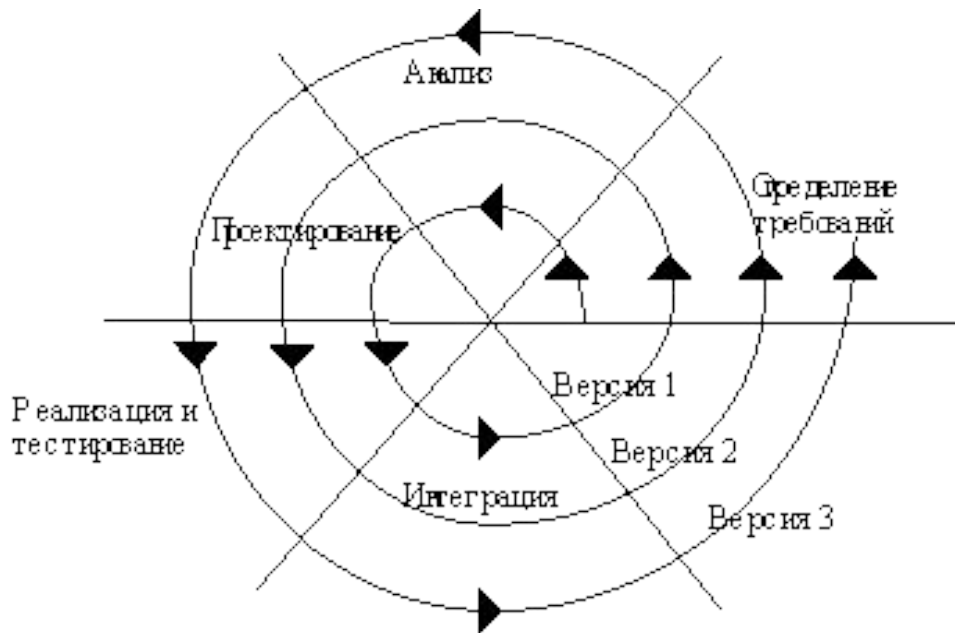 Анализ
Определение
требований
Проектирование
Версия 1
Реализация и
тестирование
Версия 2
Интеграция
Версия 3